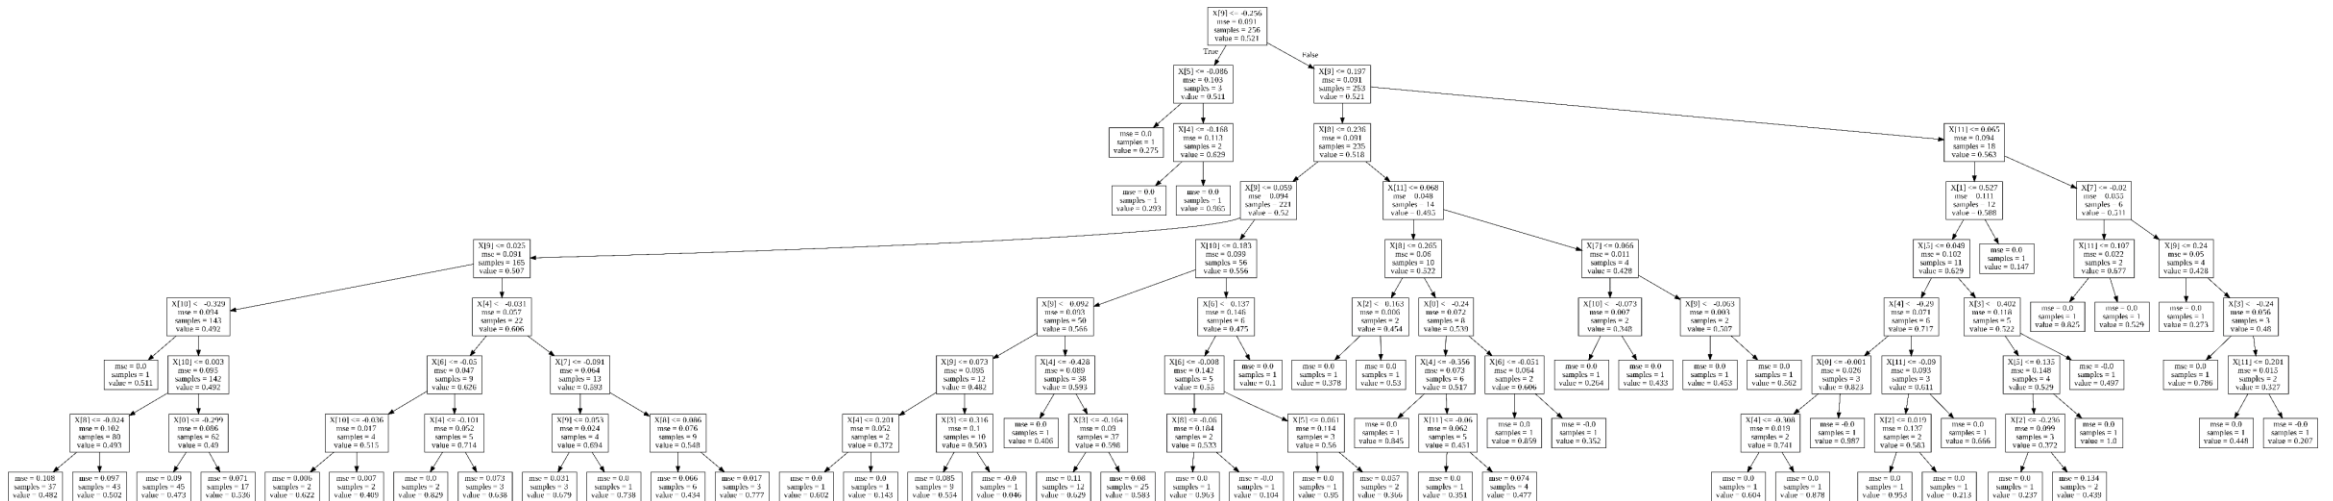 X[9] <= -0.256
mse = 0.091
samples = 256
value = 0.521
True
False
X[5] <= -0.086
mse = 0.103
samples = 3
value = 0.511
X[9] <= 0.197
mse = 0.091
samples = 253
value = 0.521
mse = 0.0
samples = 1
value = 0.275
X[4] <= -0.168
mse = 0.113
samples = 2
value = 0.629
X[8] <= 0.236
mse = 0.091
samples = 235
value = 0.518
X[11] <= 0.065
mse = 0.094
samples = 18
value = 0.563
mse = 0.0
samples = 1
value = 0.293
mse = 0.0
samples = 1
value = 0.965
X[9] <= 0.059
mse = 0.094
samples = 221
value = 0.52
X[11] <= 0.068
mse = 0.048
samples = 14
value = 0.495
X[1] <= 0.527
mse = 0.111
samples = 12
value = 0.588
X[7] <= -0.02
samples = 6
value = 0.511
X[9] <= 0.025
mse = 0.091
samples = 165
value = 0.507
X[10] <= 0.183
mse = 0.099
samples = 56
value = 0.556
X[8] <= 0.265
mse = 0.06
samples = 10
value = 0.522
X[7] <= 0.066
mse = 0.011
samples = 4
value = 0.428
X[5] <= 0.049
mse = 0.102
samples = 11
value = 0.629
mse = 0.0
samples = 1
value = 0.147
X[11] <= 0.107
mse = 0.022
samples = 2
value = 0.677
X[9] <= 0.24
mse = 0.05
samples = 4
value = 0.428
X[10] < -0.329
mse = 0.094
samples = 143
value = 0.492
X[4] < -0.031
mse = 0.057
samples = 22
value = 0.606
X[9] < 0.092
mse = 0.093
samples = 50
value = 0.566
X[6] < 0.137
mse = 0.146
samples = 6
value = 0.475
X[2] < 0.163
mse = 0.006
samples = 2
value = 0.454
X[0] < -0.24
mse = 0.072
samples = 8
value = 0.539
X[10] < -0.073
mse = 0.007
samples = 2
value = 0.348
X[9] < -0.063
mse = 0.003
samples = 2
value = 0.507
X[4] < -0.29
mse = 0.071
samples = 6
value = 0.717
X[3] < 0.402
mse = 0.118
samples = 5
value = 0.522
mse = 0.0
samples = 1
value = 0.825
mse = 0.0
samples = 1
value = 0.529
mse = 0.0
samples = 1
value = 0.273
X[3] < -0.24
mse = 0.056
samples = 3
value = 0.48
mse = 0.0
samples = 1
value = 0.511
X[10] <= 0.003
mse = 0.095
samples = 142
value = 0.492
X[6] <= -0.05
mse = 0.047
samples = 9
value = 0.626
X[7] <= -0.091
mse = 0.064
samples = 13
value = 0.593
X[9] <= 0.073
mse = 0.095
samples = 12
value = 0.482
X[4] <= -0.428
mse = 0.089
samples = 38
value = 0.593
X[6] <= -0.008
mse = 0.142
samples = 5
value = 0.55
mse = 0.0
samples = 1
value = 0.1
mse = 0.0
samples = 1
value = 0.378
mse = 0.0
samples = 1
value = 0.53
X[4] <= -0.356
mse = 0.073
samples = 6
value = 0.517
X[6] <= -0.051
mse = 0.064
samples = 2
value = 0.606
mse = 0.0
samples = 1
value = 0.264
mse = 0.0
samples = 1
value = 0.433
mse = 0.0
samples = 1
value = 0.453
mse = 0.0
samples = 1
value = 0.562
X[0] <= -0.001
mse = 0.026
samples = 3
value = 0.823
X[11] <= -0.09
mse = 0.093
samples = 3
value = 0.611
X[5] <= 0.135
mse = 0.148
samples = 4
value = 0.529
mse = -0.0
samples = 1
value = 0.497
mse = 0.0
samples = 1
value = 0.786
X[11] <= 0.201
mse = 0.015
samples = 2
value = 0.327
X[8] <= -0.024
mse = 0.102
samples = 80
value = 0.493
X[0] <= -0.299
mse = 0.086
samples = 62
value = 0.49
X[10] <= -0.036
mse = 0.017
samples = 4
value = 0.515
X[4] <= -0.101
mse = 0.052
samples = 5
value = 0.714
X[9] <= 0.053
mse = 0.024
samples = 4
value = 0.694
X[8] <= 0.086
mse = 0.076
samples = 9
value = 0.548
X[4] <= 0.201
mse = 0.052
samples = 2
value = 0.372
X[3] <= 0.316
mse = 0.1
samples = 10
value = 0.503
mse = 0.0
samples = 1
value = 0.406
X[3] <= -0.164
mse = 0.09
samples = 37
value = 0.598
X[8] <= -0.06
mse = 0.184
samples = 2
value = 0.533
X[5] <= 0.061
mse = 0.114
samples = 3
value = 0.56
mse = 0.0
samples = 1
value = 0.845
X[11] <= -0.06
mse = 0.062
samples = 5
value = 0.451
mse = 0.0
samples = 1
value = 0.859
mse = -0.0
samples = 1
value = 0.352
X[4] <= -0.308
mse = 0.019
samples = 2
value = 0.741
mse = -0.0
samples = 1
value = 0.987
X[2] <= 0.019
mse = 0.137
samples = 2
value = 0.583
mse = 0.0
samples = 1
value = 0.666
X[2] <= -0.236
mse = 0.099
samples = 3
value = 0.372
mse = 0.0
samples = 1
value = 1.0
mse = 0.0
samples = 1
value = 0.448
mse = -0.0
samples = 1
value = 0.207
mse = 0.108
samples = 37
value = 0.482
mse = 0.097
samples = 43
value = 0.502
mse = 0.09
samples = 45
value = 0.473
mse = 0.071
samples = 17
value = 0.536
mse = 0.006
samples = 2
value = 0.622
mse = 0.007
samples = 2
value = 0.409
mse = 0.0
samples = 2
value = 0.829
mse = 0.073
samples = 3
value = 0.638
mse = 0.031
samples = 3
value = 0.679
mse = 0.0
samples = 1
value = 0.738
mse = 0.066
samples = 6
value = 0.434
mse = 0.017
samples = 3
value = 0.777
mse = 0.0
samples = 1
value = 0.602
mse = 0.0
samples = 1
value = 0.143
mse = 0.085
samples = 9
value = 0.554
mse = -0.0
samples = 1
value = 0.046
mse = 0.11
samples = 12
value = 0.629
mse = 0.08
samples = 25
value = 0.583
mse = 0.0
samples = 1
value = 0.963
mse = -0.0
samples = 1
value = 0.104
mse = 0.0
samples = 1
value = 0.95
mse = 0.057
samples = 2
value = 0.366
mse = 0.0
samples = 1
value = 0.351
mse = 0.074
samples = 4
value = 0.477
mse = 0.0
samples = 1
value = 0.604
mse = 0.0
samples = 1
value = 0.878
mse = 0.0
samples = 1
value = 0.953
mse = 0.0
samples = 1
value = 0.213
mse = 0.0
samples = 1
value = 0.237
mse = 0.134
samples = 2
value = 0.439